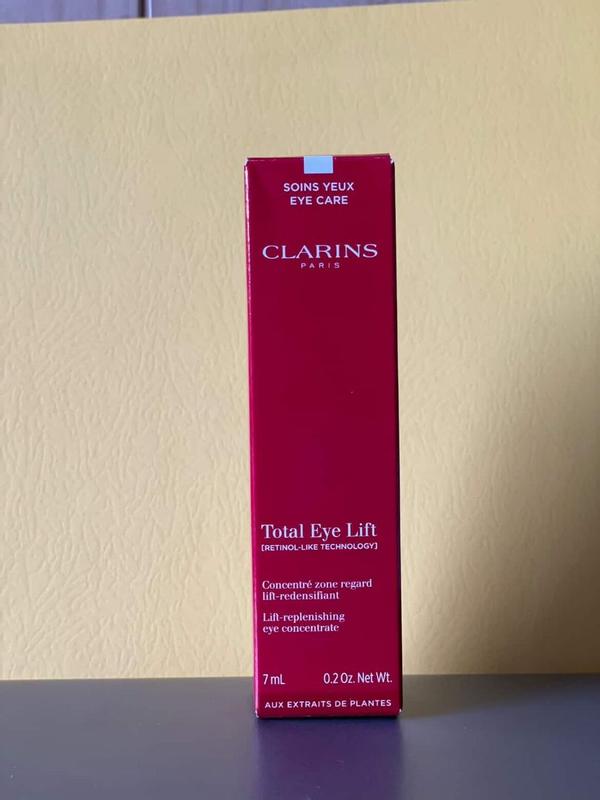 SOINS YEUX
EYE CARE
CLARINS
PARIS
Total Eye Lift
[RETINOL-LIKE TECHNOLOGY]
Concentré zone regard
lift-redensifiant
Lift-replenishing
eye concentrate
7 mL 0.2 Oz. Net Wt.
AUX EXTRAITS DE PLANTES